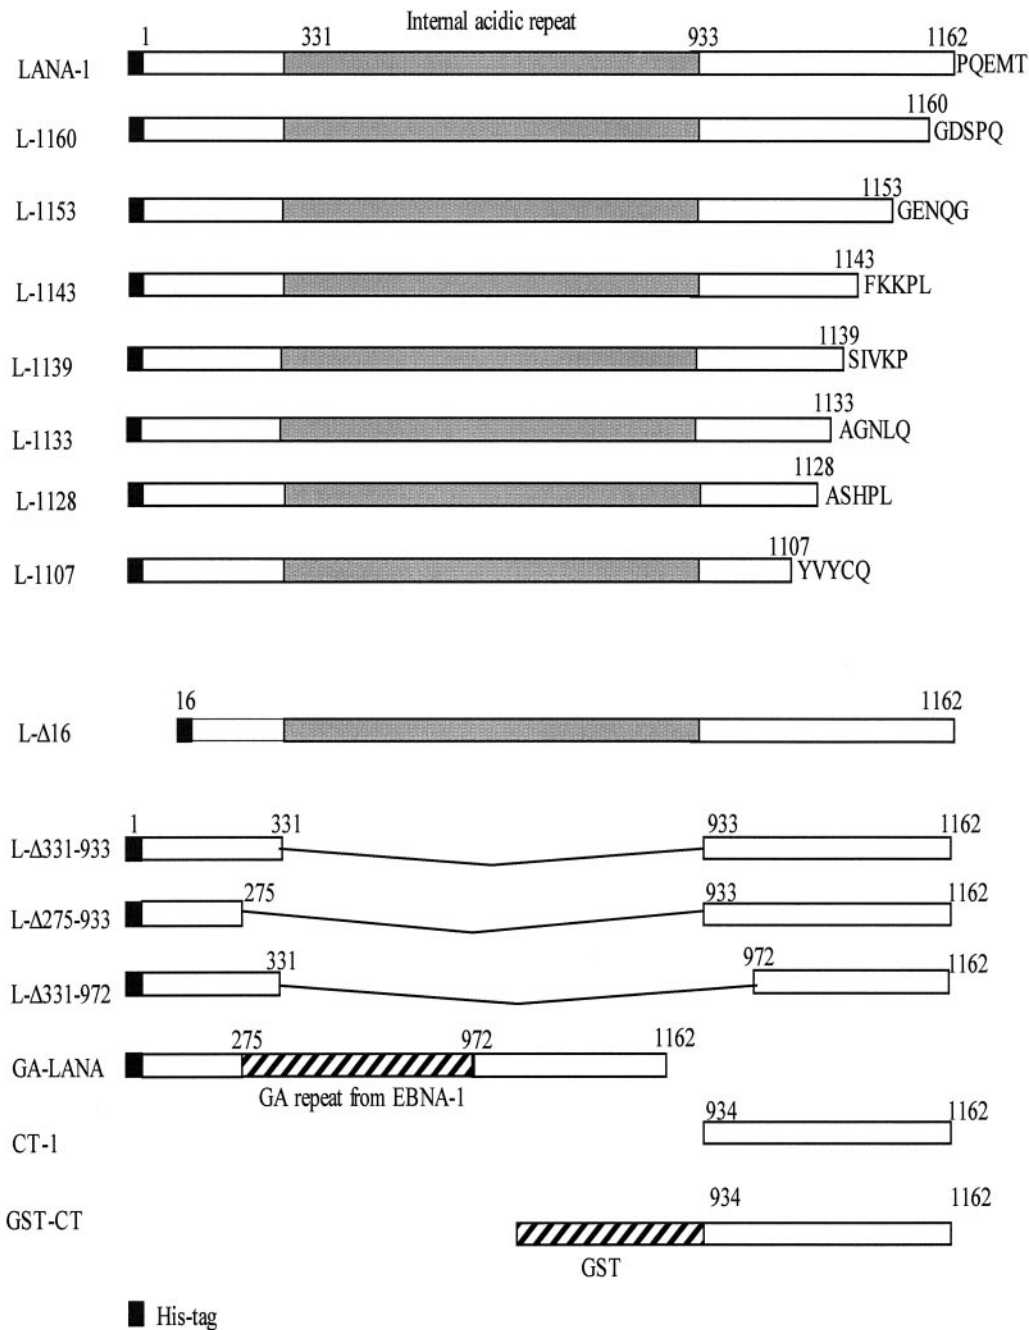 Internal acidic repeat
1 331 933 1162
LANA-1 PQEMT
1160
L-1160 GDSPQ
1153
L-1153 GENQG
1143
L-1143 FKKPL
1139
L-1139 SIVKP
1133
L-1133 AGNLQ
1128
L-1128 ASHPL
1107
L-1107 YVYCQ
16 1162
L-Δ16
1 331 933 1162
L-Δ331-933
275 933 1162
L-Δ275-933
331 972 1162
L-Δ331-972
275 972 1162
GA-LANA
GA repeat from EBNA-1
934 1162
CT-1
934 1162
GST-CT
GST
His-tag